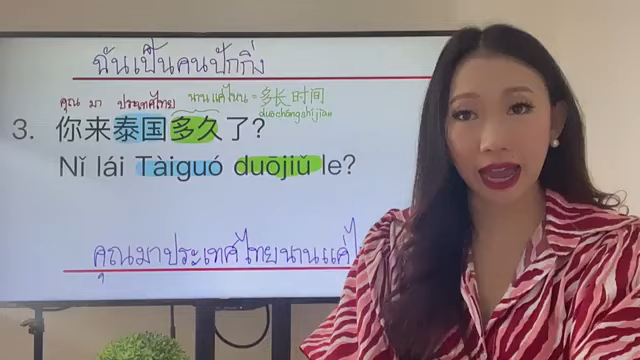 ฉันเป็นคนปักกิ่ง
คุณ มา ประเทศไทย นานแค่ไหน = 多长时间
duōchángshíjiān
3. 你来泰国多久了?
Nǐ lái Tàiguó duōjiǔ le?
คุณมาประเทศไทยนานแค่ไ